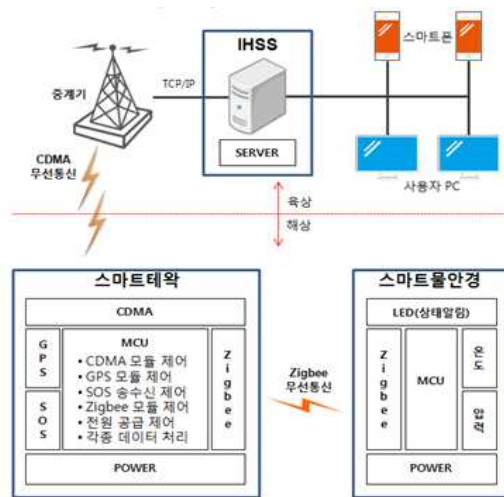 IHSS
스마트폰
중계기
TCP/IP
SERVER
CDMA
무선통신
사용자 PC
육상
해상
스마트테왁
CDMA
GPS
SOS
MCU
• CDMA 모듈 제어
• GPS 모듈 제어
• SOS 송수신 제어
• Zigbee 모듈 제어
• 전원 공급 제어
• 각종 데이터 처리
Zigbee
POWER
Zigbee
무선통신
스마트물안경
LED(상태알림)
Zigbee
MCU
온도
압력
POWER